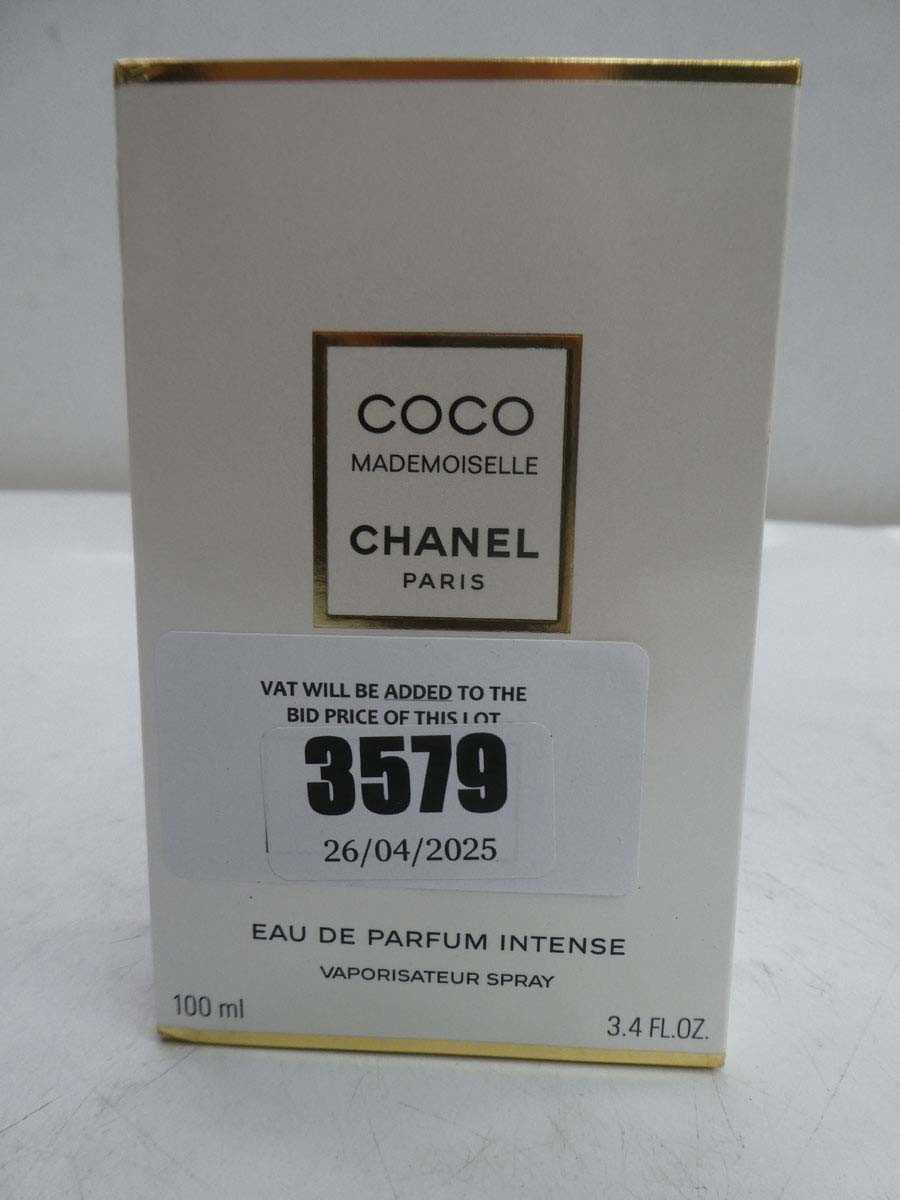 COCO
MADEMOISELLE
CHANEL
PARIS
VAT WILL BE ADDED TO THE
BID PRICE OF THIS LOT
3579
26/04/2025
EAU DE PARFUM INTENSE
VAPORISATEUR SPRAY
100 ml
3.4 FL.OZ.